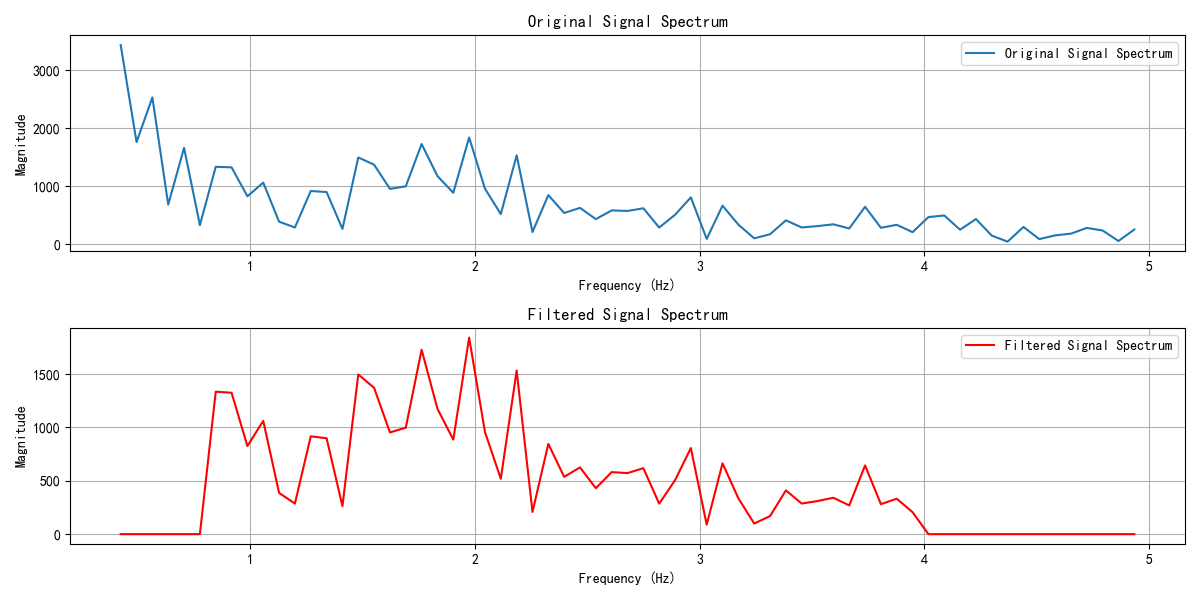 Original Signal Spectrum
Original Signal Spectrum
3000
2000
1000
0
Magnitude
1 2 3 4 5
Frequency (Hz)
Filtered Signal Spectrum
Filtered Signal Spectrum
1500
1000
500
0
Magnitude
1 2 3 4 5
Frequency (Hz)